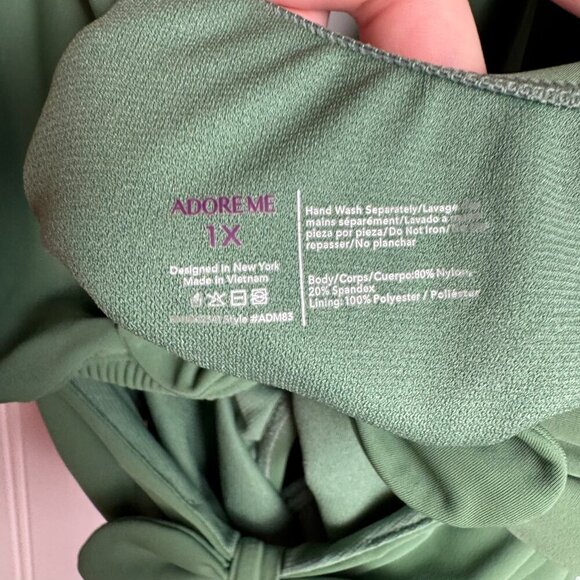 ADORE ME
1X
Designed in New York
Made in Vietnam
Style #ADM83
Hand Wash Separately/Lavage
mains séparément/Lavado a
pieza por pieza/Do Not Iron/
repasser/No planchar
Body/Corps/Cuerpo:80% Nylon,
20% Spandex
Lining: 100% Polyester / Poliéster